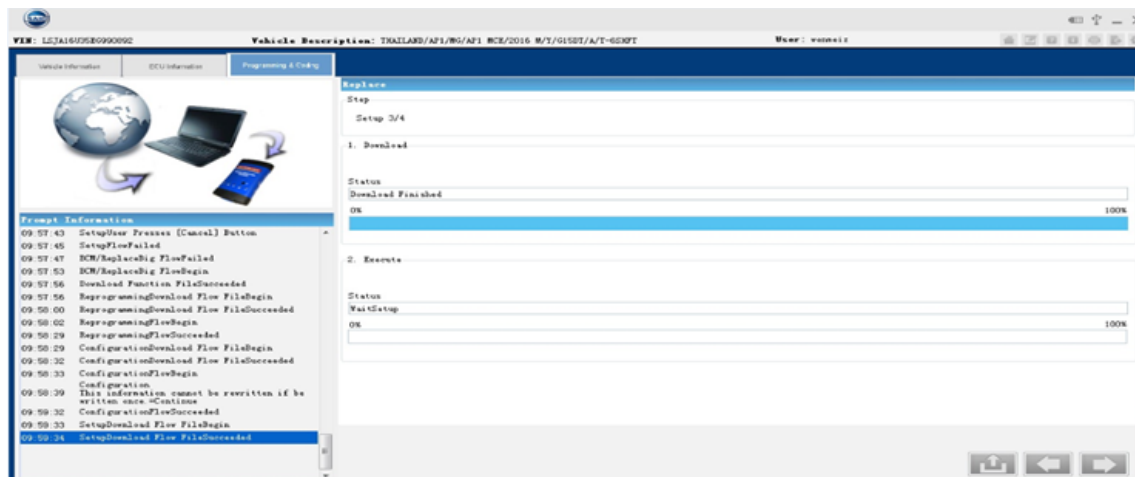 VIN: LSJA16U35EG990892
Vehicle Description: THAILAND/AP1/MG/AP1 MCE/2016 M/Y/G15DT/A/T-6SXFT
User: vonneiz
Vehicle Information
ECU Information
Programming & Coding
Prompt Information
09:57:43 SetupUser Presses [Cancel] Button
09:57:45 SetupFlowFailed
09:57:47 BCM/ReplaceBig FlowFailed
09:57:53 BCM/ReplaceBig FlowBegin
09:57:56 Download Function FileSucceeded
09:57:56 ReprogrammingDownload Flow FileBegin
09:58:00 ReprogrammingDownload Flow FileSucceeded
09:58:02 ReprogrammingFlowBegin
09:58:29 ReprogrammingFlowSucceeded
09:58:29 ConfigurationDownload Flow FileBegin
09:58:32 ConfigurationDownload Flow FileSucceeded
09:58:33 ConfigurationFlowBegin
Configuration
09:58:39 This information cannot be rewritten if be
written once.=Continue
09:59:32 ConfigurationFlowSucceeded
09:59:33 SetupDownload Flow FileBegin
09:59:34 SetupDownload Flow FileSucceeded
Replace
Step
Setup 3/4
1. Download
Status
Download Finished
0% 100%
2. Execute
Status
WaitSetup
0% 100%